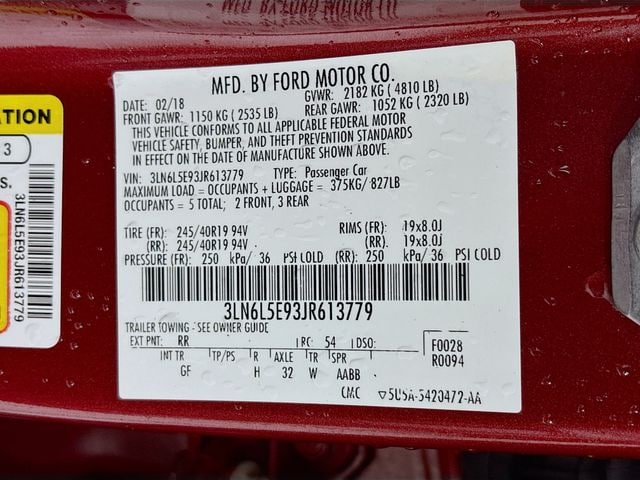 MFD. BY FORD MOTOR CO.
DATE: 02/18 GVWR: 2182 KG ( 4810 LB)
FRONT GAWR: 1150 KG ( 2535 LB) REAR GAWR: 1052 KG ( 2320 LB)
THIS VEHICLE CONFORMS TO ALL APPLICABLE FEDERAL MOTOR
VEHICLE SAFETY, BUMPER, AND THEFT PREVENTION STANDARDS
IN EFFECT ON THE DATE OF MANUFACTURE SHOWN ABOVE.
VIN: 3LN6L5E93JR613779 TYPE: Passenger Car
MAXIMUM LOAD = OCCUPANTS + LUGGAGE = 375KG/ 827LB
OCCUPANTS = 5 TOTAL; 2 FRONT, 3 REAR
TIRE (FR): 245/40R19 94V RIMS (FR): 19x8.0J
(RR): 245/40R19 94V (RR): 19x8.0J
PRESSURE (FR): 250 kPa/ 36 PSI COLD (RR): 250 kPa/ 36 PSI COLD
3LN6L5E93JR613779
TRAILER TOWING - SEE OWNER GUIDE
EXT PNT: RR RC: 54 DSO: F0028
INT TR TP/PS R AXLE TR SPR R0094
GF H 32 W AABB
CMC ▽5U5A-5420472-AA
ATION
3
S.
3LN6L5E93JR613779